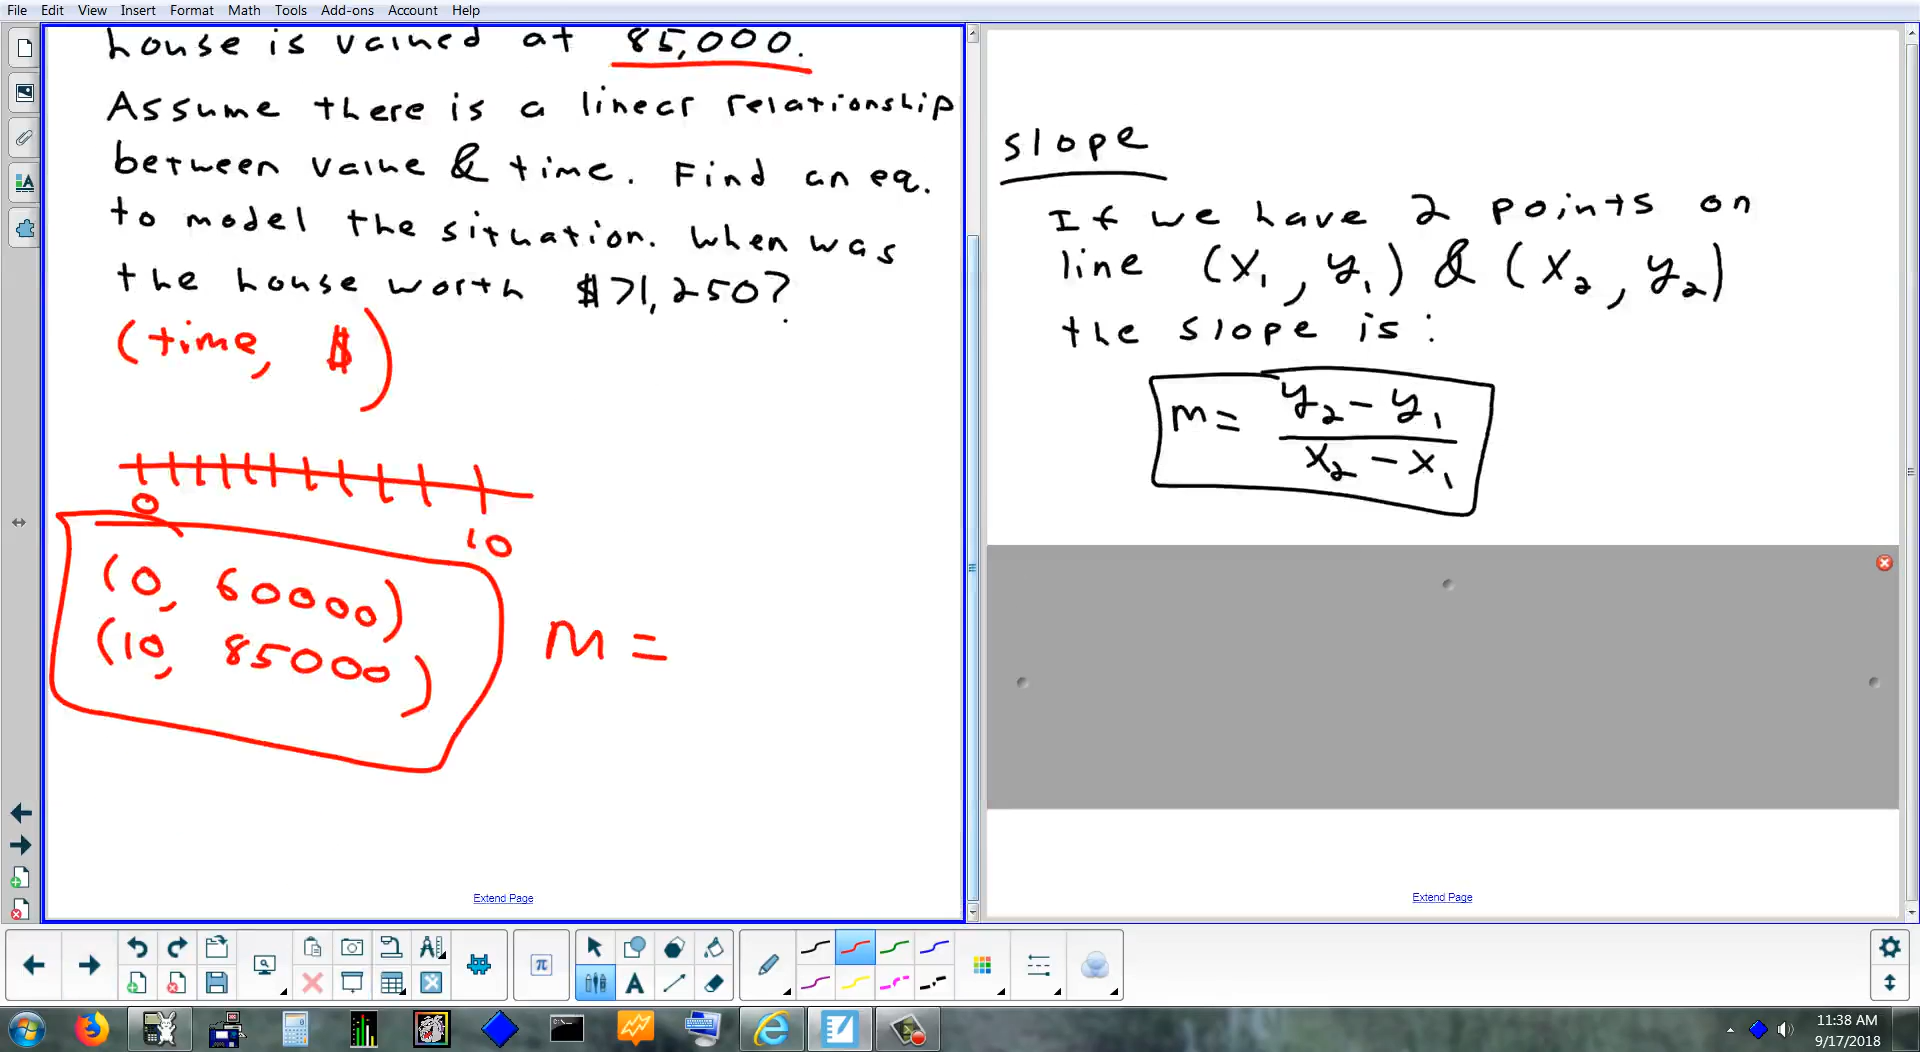 File Edit View Insert Format Math Tools Add-ons Account Help
house is valued at 85,000.
Assume there is a linear relationship
between value & time. Find an eq.
to model the situation. When was
the house worth $71,250?
(time, $)
0 10
(0, 60000)
(10, 85000)
m =
Extend Page
slope
If we have 2 points on
line (x₁, y₁) & (x₂, y₂)
the slope is:
m = y₂ - y₁
x₂ - x₁
Extend Page
π
A
11:38 AM
9/17/2018